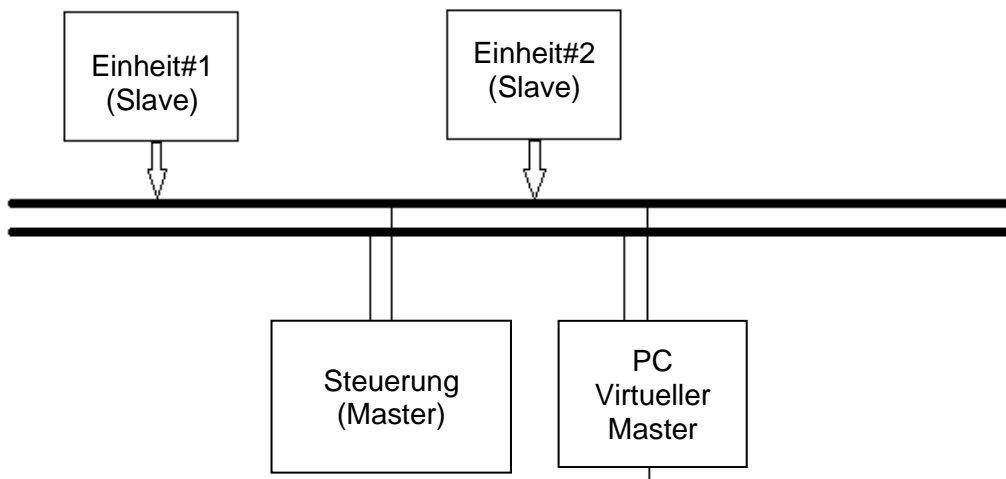 Einheit#1
(Slave)
Einheit#2
(Slave)
Steuerung
(Master)
PC
Virtueller
Master